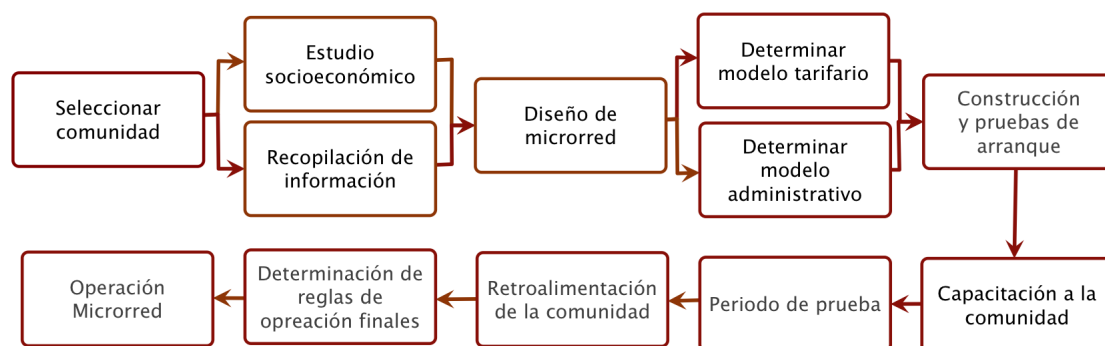 Seleccionar
comunidad
Estudio
socioeconómico
Recopilación de
información
Diseño de
microrred
Determinar
modelo tarifario
Determinar
modelo
administrativo
Construcción
y pruebas de
arranque
Capacitación a la
comunidad
Periodo de prueba
Retroalimentación
de la comunidad
Determinación de
reglas de
opreación finales
Operación
Microrred